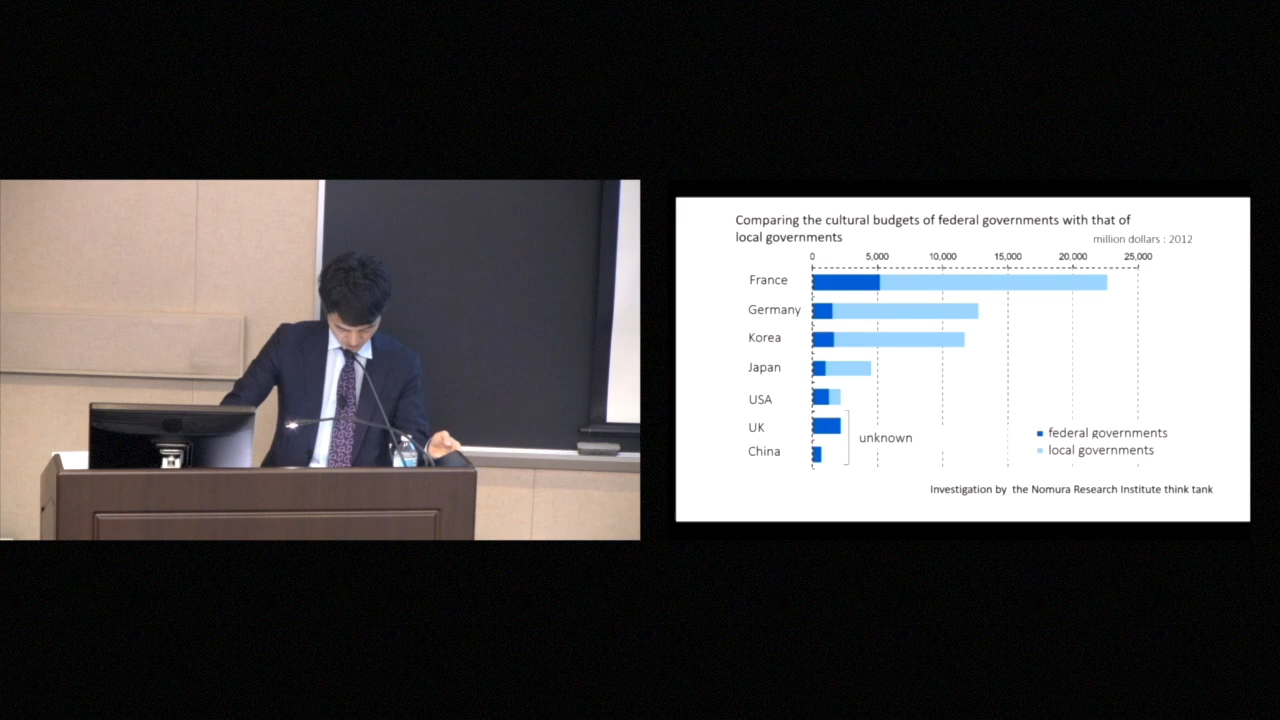 Comparing the cultural budgets of federal governments with that of
local governments
million dollars : 2012
0 5,000 10,000 15,000 20,000 25,000
France
Germany
Korea
Japan
USA
UK
China
unknown
federal governments
local governments
Investigation by the Nomura Research Institute think tank